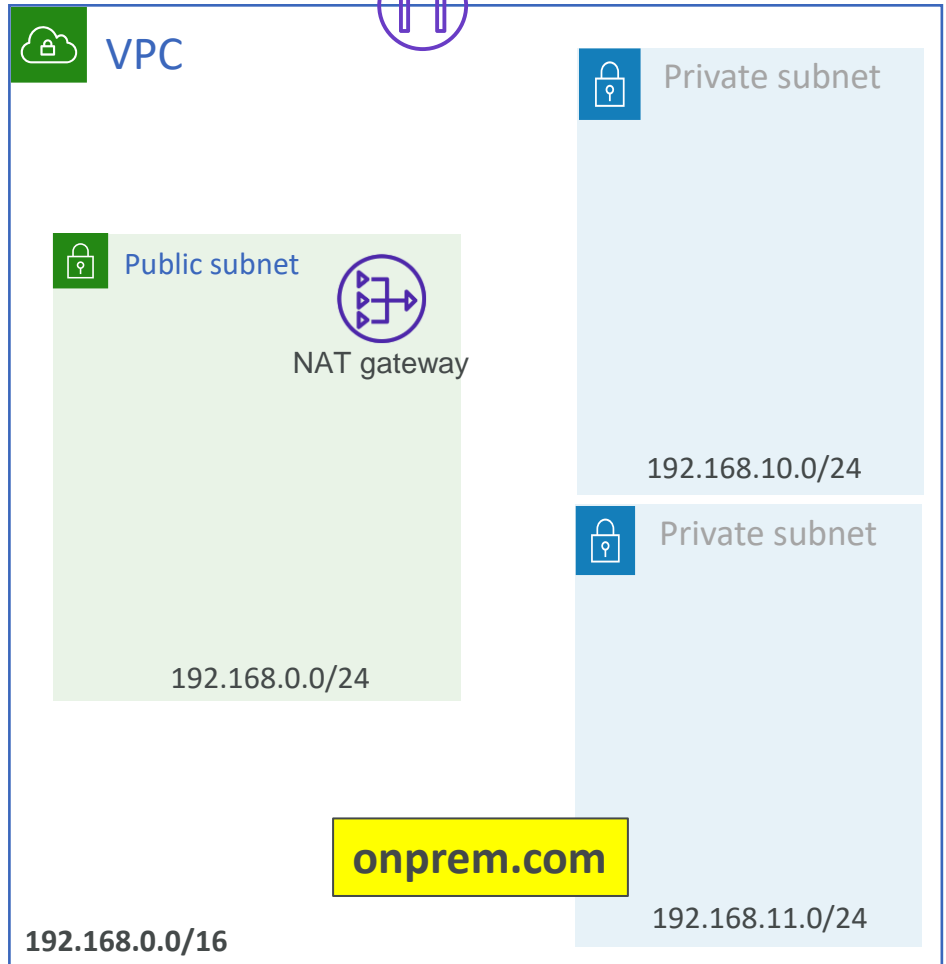 VPC
Private subnet
Public subnet
NAT gateway
192.168.10.0/24
Private subnet
192.168.0.0/24
onprem.com
192.168.11.0/24
192.168.0.0/16